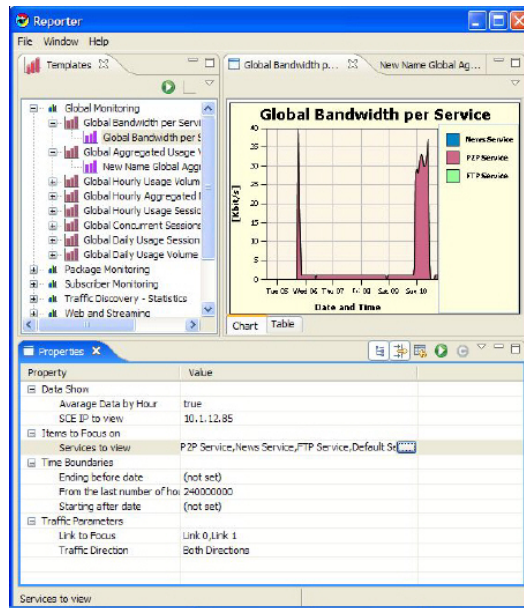 Reporter
File Window Help
Templates
Global Monitoring
Global Bandwidth per Servi
Global Bandwidth per S
Global Aggregated Usage V
New Name Global Aggr
Global Hourly Usage Volum
Global Hourly Aggregated
Global Hourly Usage Sessic
Global Concurrent Sessions
Global Daily Usage Session
Global Daily Usage Volume
Package Monitoring
Subscriber Monitoring
Traffic Discovery - Statistics
Web and Streaming
Global Bandwidth p...
New Name Global Ag...
Global Bandwidth per Service
[Kbit/s]
40
35
30
25
20
15
10
5
0
Tue 05 Wed 06 Thu 07 Fri 08 Sat 09 Sun 10
Date and Time
News Service
P2P Service
FTP Service
Chart Table
Properties
Property Value
Data Show
Avarage Data by Hour true
SCE IP to view 10.1.12.85
Items to Focus on
Services to view P2P Service,News Service,FTP Service,Default Se
Time Boundaries
Ending before date (not set)
From the last number of hou 240000000
Starting after date (not set)
Traffic Parameters
Link to Focus Link 0,Link 1
Traffic Direction Both Directions
Services to view